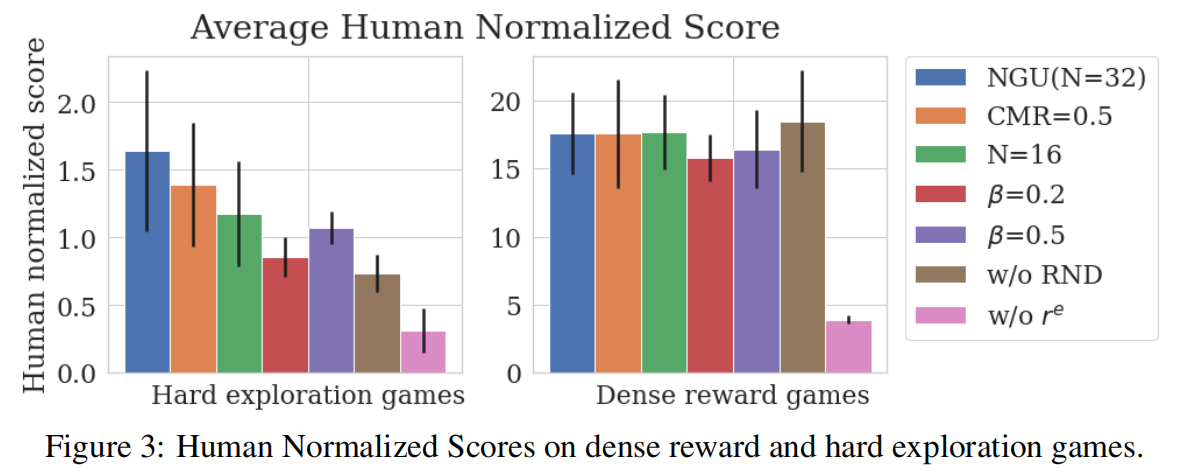 Average Human Normalized Score
Human normalized score
2.0
1.5
1.0
0.5
0.0
Hard exploration games
20
15
10
5
0
Dense reward games
NGU(N=32)
CMR=0.5
N=16
β=0.2
β=0.5
w/o RND
w/o rᵉ
Figure 3: Human Normalized Scores on dense reward and hard exploration games.